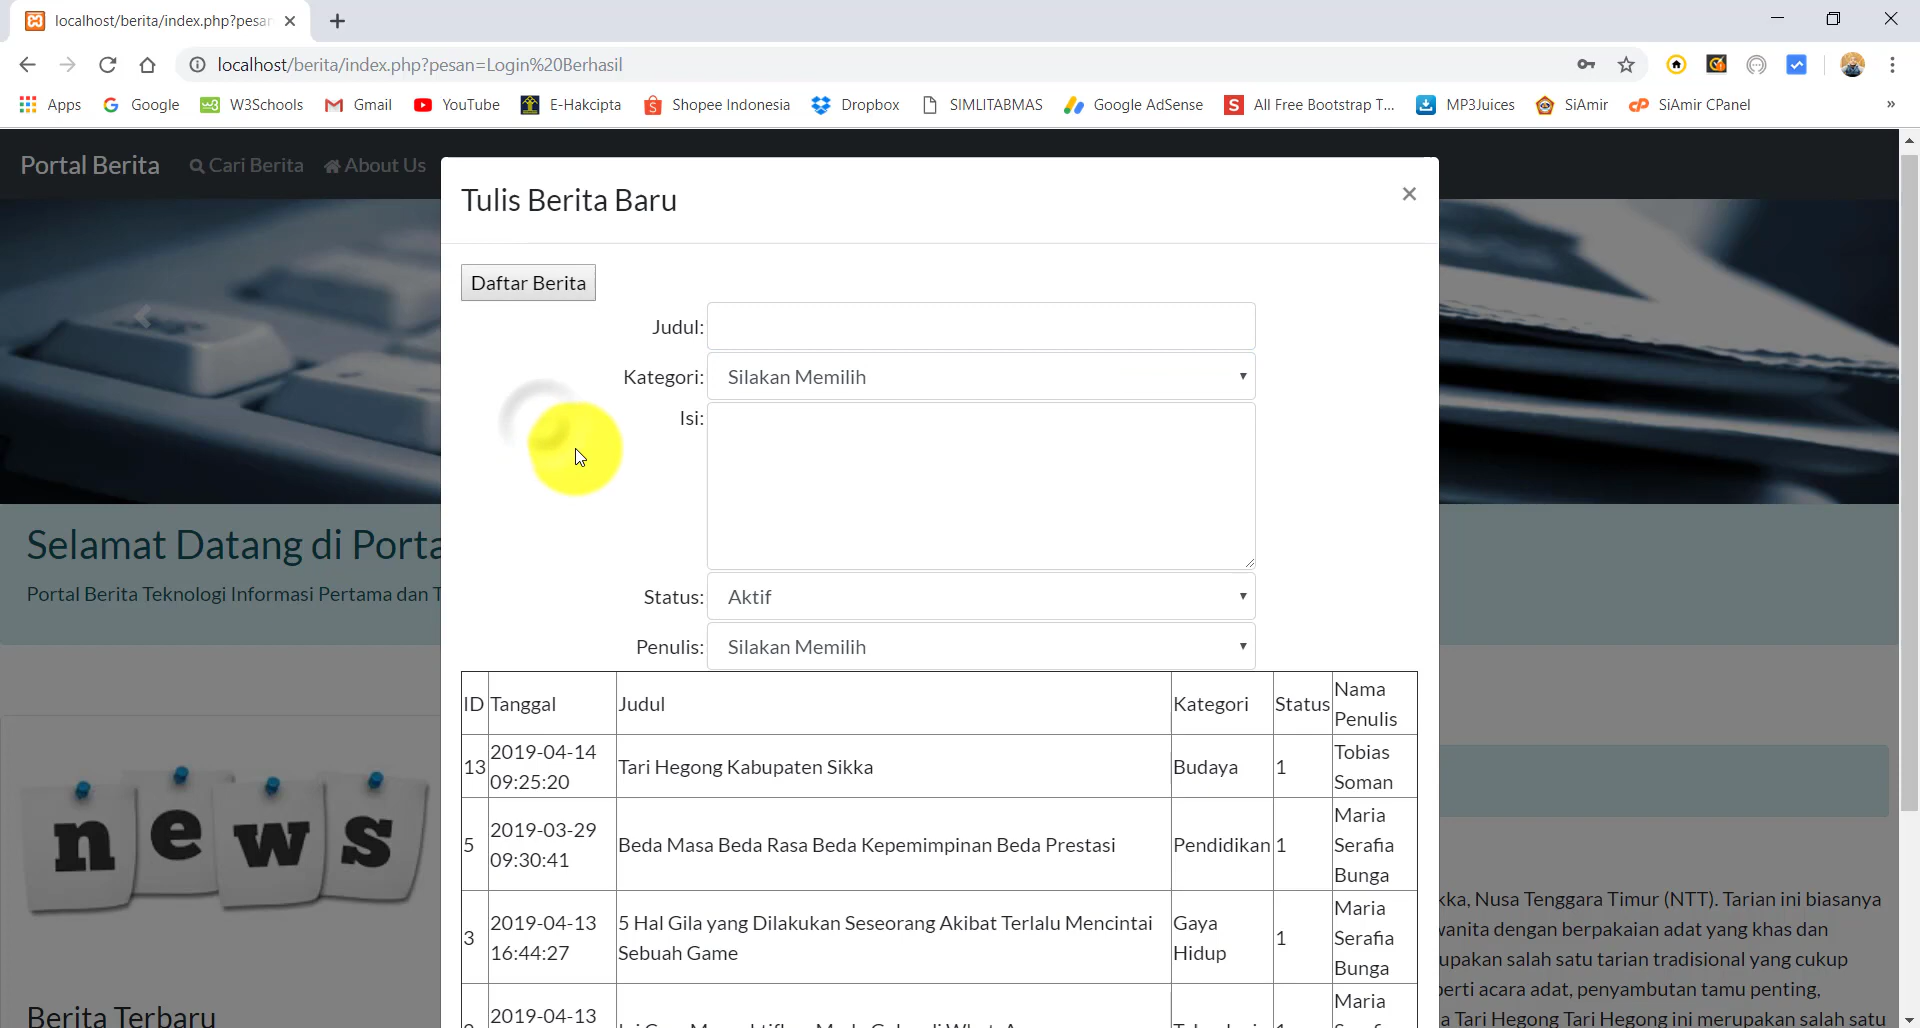 localhost/berita/index.php?pesan
localhost/berita/index.php?pesan=Login%20Berhasil
Apps Google W3Schools Gmail YouTube E-Hakcipta Shopee Indonesia Dropbox SIMLITABMAS Google AdSense All Free Bootstrap T... MP3Juices SiAmir SiAmir CPanel »
Portal Berita Cari Berita About Us
Tulis Berita Baru ×
Daftar Berita
Judul:
Kategori: Silakan Memilih
Isi:
Status: Aktif
Penulis: Silakan Memilih
Selamat Datang di Porta
Portal Berita Teknologi Informasi Pertama dan T
ID Tanggal Judul Kategori Status Nama Penulis
13 2019-04-14 09:25:20 Tari Hegong Kabupaten Sikka Budaya 1 Tobias Soman
5 2019-03-29 09:30:41 Beda Masa Beda Rasa Beda Kepemimpinan Beda Prestasi Pendidikan 1 Maria Serafia Bunga
3 2019-04-13 16:44:27 5 Hal Gila yang Dilakukan Seseorang Akibat Terlalu Mencintai Sebuah Game Gaya Hidup 1 Maria Serafia Bunga
2019-04-13 Maria
news
Berita Terbaru
kka, Nusa Tenggara Timur (NTT). Tarian ini biasanya
wanita dengan berpakaian adat yang khas dan
upakan salah satu tarian tradisional yang cukup
perti acara adat, penyambutan tamu penting,
a Tari Hegong Tari Hegong ini merupakan salah satu